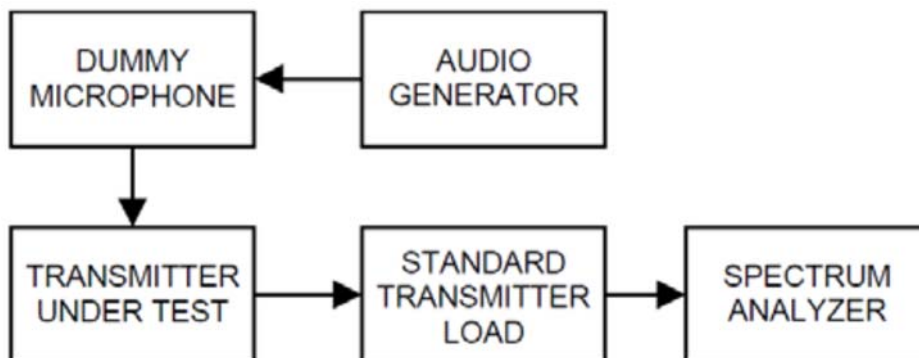 DUMMY
MICROPHONE
AUDIO
GENERATOR
TRANSMITTER
UNDER TEST
STANDARD
TRANSMITTER
LOAD
SPECTRUM
ANALYZER